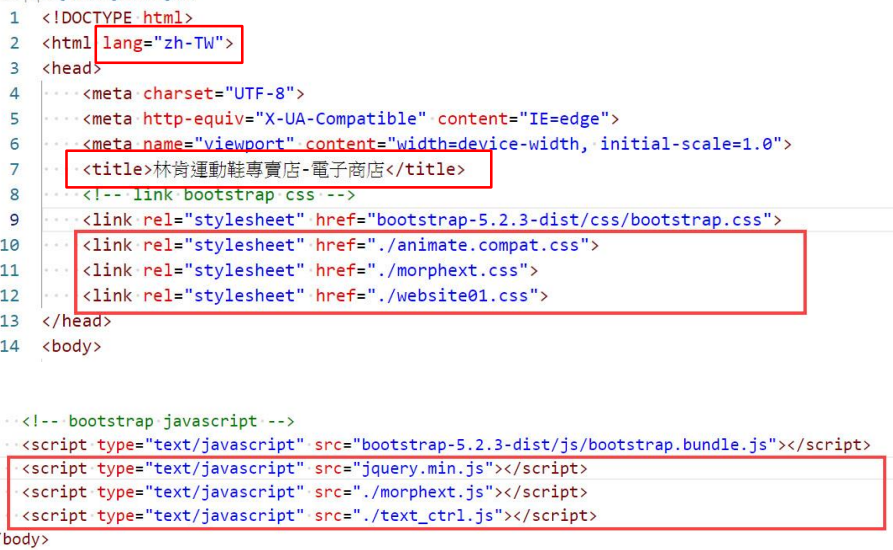 1 <!DOCTYPE html>
2 <html lang="zh-TW">
3 <head>
4 <meta charset="UTF-8">
5 <meta http-equiv="X-UA-Compatible" content="IE=edge">
6 <meta name="viewport" content="width=device-width, initial-scale=1.0">
7 <title>林肯運動鞋專賣店-電子商店</title>
8 <!-- link bootstrap css -->
9 <link rel="stylesheet" href="bootstrap-5.2.3-dist/css/bootstrap.css">
10 <link rel="stylesheet" href="./animate.compat.css">
11 <link rel="stylesheet" href="./morphext.css">
12 <link rel="stylesheet" href="./website01.css">
13 </head>
14 <body>
<!-- bootstrap javascript -->
<script type="text/javascript" src="bootstrap-5.2.3-dist/js/bootstrap.bundle.js"></script>
<script type="text/javascript" src="jquery.min.js"></script>
<script type="text/javascript" src="./morphext.js"></script>
<script type="text/javascript" src="./text_ctrl.js"></script>
/body>